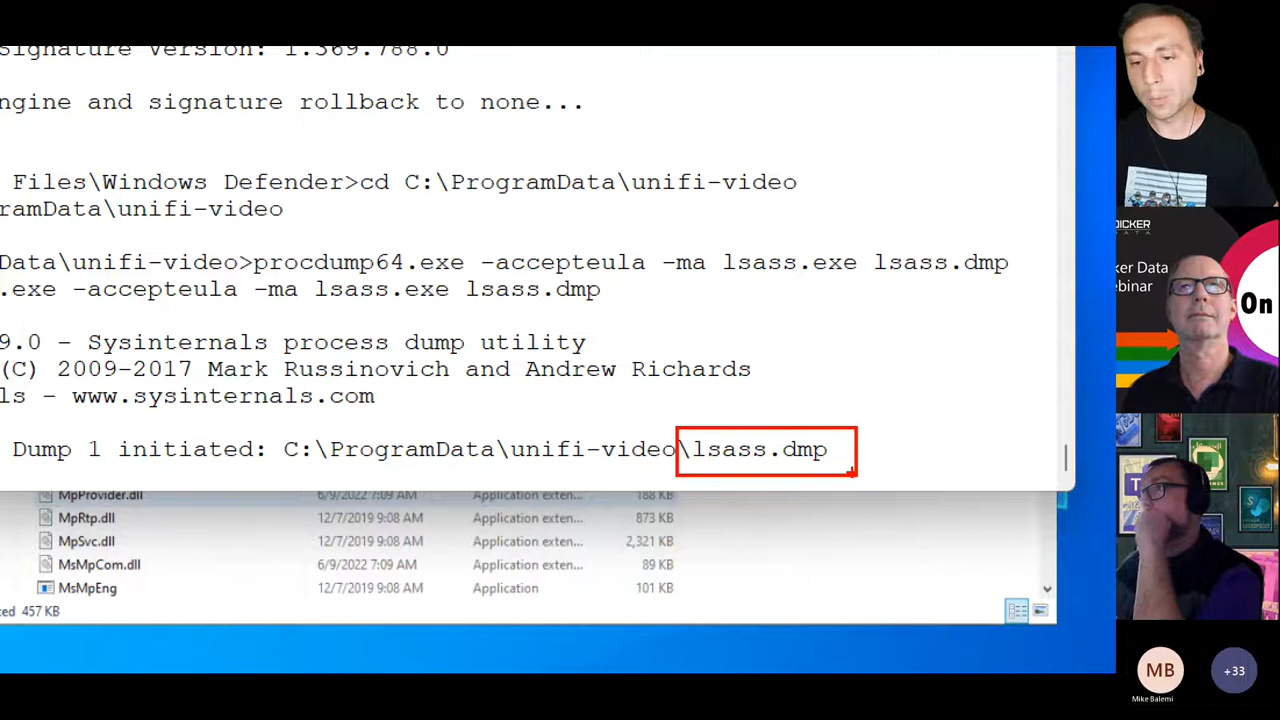 Signature Version: 1.369.788.0
ngine and signature rollback to none...
Files\Windows Defender>cd C:\ProgramData\unifi-video
ramData\unifi-video
Data\unifi-video>procdump64.exe -accepteula -ma lsass.exe lsass.dmp
.exe -accepteula -ma lsass.exe lsass.dmp
9.0 - Sysinternals process dump utility
(C) 2009-2017 Mark Russinovich and Andrew Richards
ls - www.sysinternals.com
Dump 1 initiated: C:\ProgramData\unifi-video\lsass.dmp
MpProvider.dll 6/9/2022 7:09 AM Application exten... 188 KB
MpRtp.dll 12/7/2019 9:08 AM Application exten... 873 KB
MpSvc.dll 12/7/2019 9:08 AM Application exten... 2,321 KB
MsMpCom.dll 6/9/2022 7:09 AM Application exten... 89 KB
MsMpEng 12/7/2019 9:08 AM Application 101 KB
ted 457 KB
DICKER
DATA
ker Data
ebinar
On
MB
Mike Balemi
+33